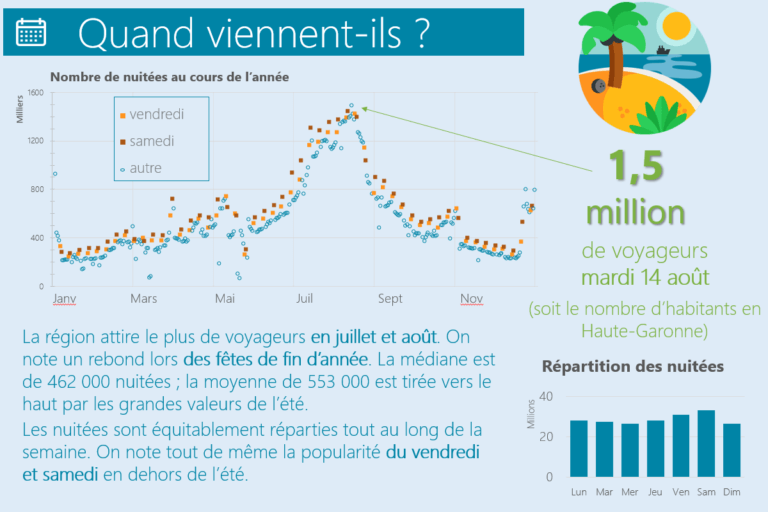 Quand viennent-ils ?
Nombre de nuitées au cours de l'année
Milliers
1600
1200
800
400
0
vendredi
samedi
autre
Janv
Mars
Mai
Juil
Sept
Nov
1,5
million
de voyageurs
mardi 14 août
(soit le nombre d'habitants en
Haute-Garonne)
La région attire le plus de voyageurs en juillet et août. On
note un rebond lors des fêtes de fin d'année. La médiane est
de 462 000 nuitées ; la moyenne de 553 000 est tirée vers le
haut par les grandes valeurs de l'été.
Les nuitées sont équitablement réparties tout au long de la
semaine. On note tout de même la popularité du vendredi
et samedi en dehors de l'été.
Répartition des nuitées
Milions
40
20
0
Lun Mar Mer Jeu Ven Sam Dim